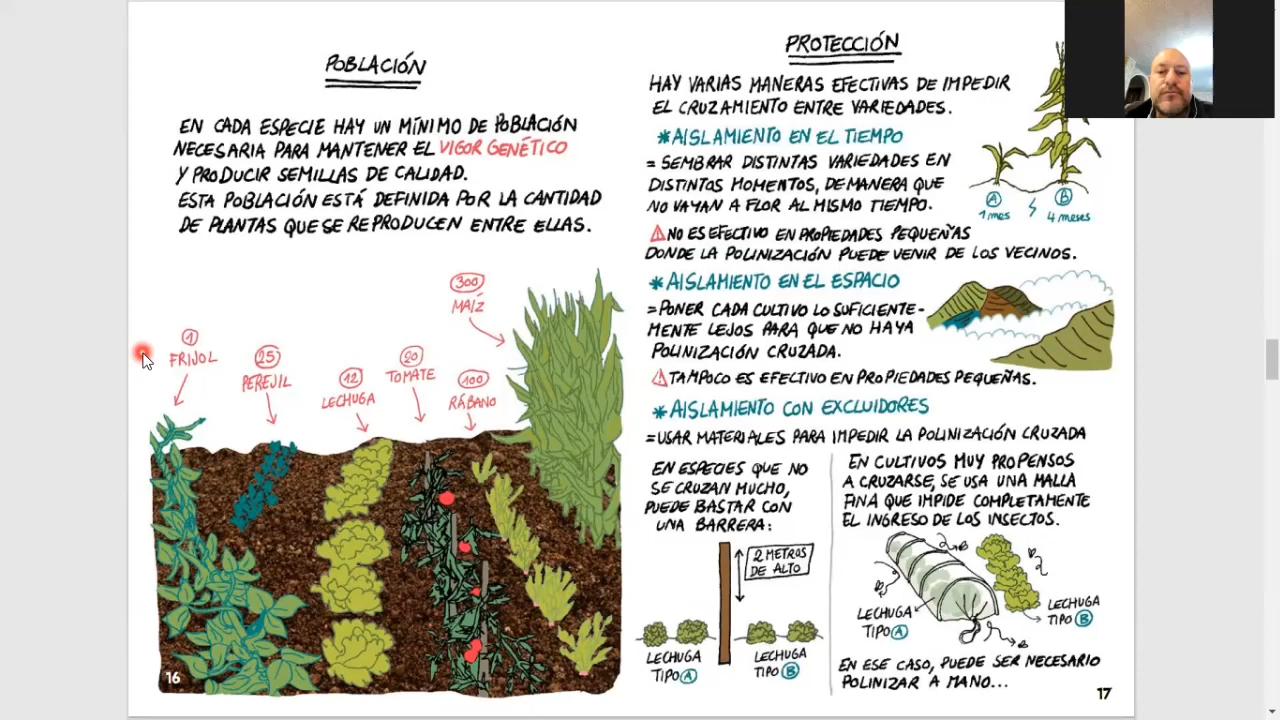 POBLACIÓN
EN CADA ESPECIE HAY UN MÍNIMO DE POBLACIÓN
NECESARIA PARA MANTENER EL VIGOR GENÉTICO
Y PRODUCIR SEMILLAS DE CALIDAD.
ESTA POBLACIÓN ESTÁ DEFINIDA POR LA CANTIDAD
DE PLANTAS QUE SE REPRODUCEN ENTRE ELLAS.
300
MAÍZ
1
FRIJOL
25
PEREJIL
12
LECHUGA
20
TOMATE
100
RÁBANO
16
PROTECCIÓN
HAY VARIAS MANERAS EFECTIVAS DE IMPEDIR
EL CRUZAMIENTO ENTRE VARIEDADES.
*AISLAMIENTO EN EL TIEMPO
= SEMBRAR DISTINTAS VARIEDADES EN
DISTINTOS MOMENTOS, DE MANERA QUE
NO VAYAN A FLOR AL MISMO TIEMPO.
A
1 mes
B
4 meses
⚠NO ES EFECTIVO EN PROPIEDADES PEQUEÑAS
DONDE LA POLINIZACIÓN PUEDE VENIR DE LOS VECINOS.
*AISLAMIENTO EN EL ESPACIO
= PONER CADA CULTIVO LO SUFICIENTE-
MENTE LEJOS PARA QUE NO HAYA
POLINIZACIÓN CRUZADA.
⚠TAMPOCO ES EFECTIVO EN PROPIEDADES PEQUEÑAS.
*AISLAMIENTO CON EXCLUIDORES
= USAR MATERIALES PARA IMPEDIR LA POLINIZACIÓN CRUZADA
EN ESPECIES QUE NO
SE CRUZAN MUCHO,
PUEDE BASTAR CON
UNA BARRERA:
2 METROS
DE ALTO
LECHUGA
TIPO A
LECHUGA
TIPO B
EN CULTIVOS MUY PROPENSOS
A CRUZARSE, SE USA UNA MALLA
FINA QUE IMPIDE COMPLETAMENTE
EL INGRESO DE LOS INSECTOS.
LECHUGA
TIPO A
LECHUGA
TIPO B
EN ESE CASO, PUEDE SER NECESARIO
POLINIZAR A MANO...
17